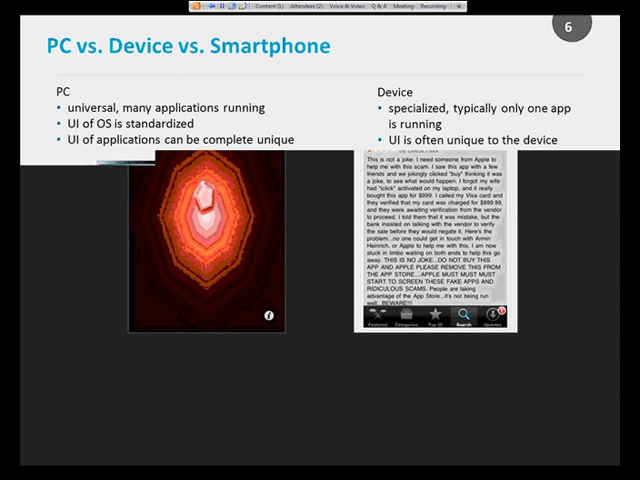 Content (1) Attendees (2) Voice & Video Q & A Meeting Recording
6
PC vs. Device vs. Smartphone
PC
• universal, many applications running
• UI of OS is standardized
• UI of applications can be complete unique
Device
• specialized, typically only one app
is running
• UI is often unique to the device
This is not a joke. I need someone from Apple to
help me with this scam. I saw this app with a few
friends and we jokingly clicked "buy" thinking it was
a joke, to see what would happen. I forgot my wife
had "click" activated on my laptop, and it really
bought this app for $999. I called my Visa card and
they verified that my card was charged for $999.99,
and they were awaiting verification from the vendor
to proceed. I told them that it was mistake, but the
bank insisted on talking with the vendor to verify
the sale before they would negate it. Here's the
problem...no one could get in touch with Armin
Heinrich, or Apple to help me with this. I am now
stuck in limbo waiting on both ends to help this go
away. THIS IS NO JOKE...DO NOT BUY THIS
APP AND APPLE PLEASE REMOVE THIS FROM
THE APP STORE...APPLE MUST MUST MUST
START TO SCREEN THESE FAKE APPS AND
RIDICULOUS SCAMS. People are taking
advantage of the App Store...it's not being run
well...BEWARE!!!
Featured Categories Top 25 Search Updates